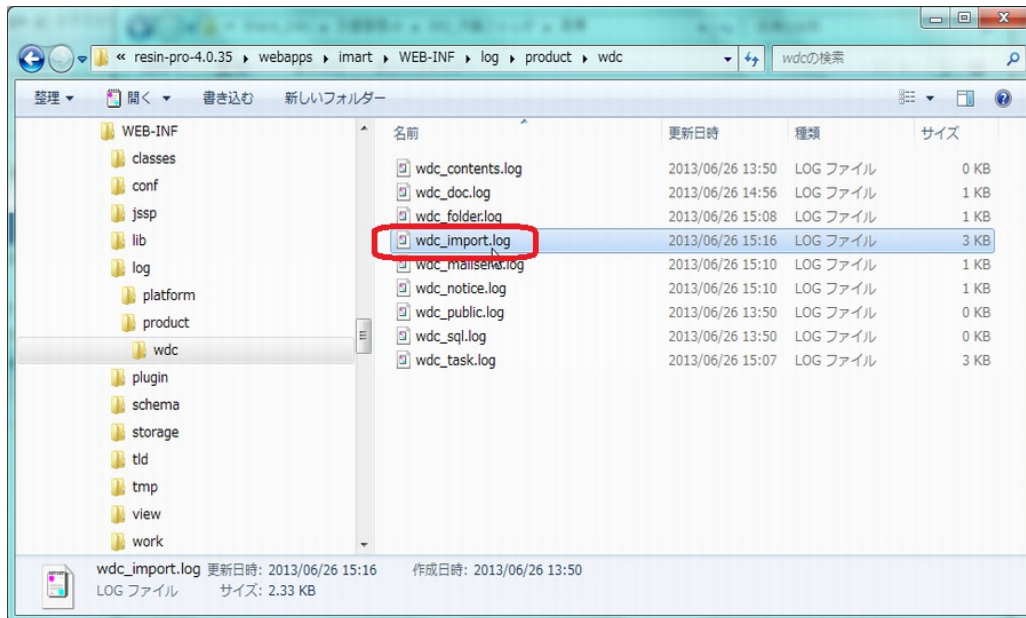 « resin-pro-4.0.35 ▸ webapps ▸ imart ▸ WEB-INF ▸ log ▸ product ▸ wdc
wdcの検索
整理 ▼ 開く ▼ 書き込む 新しいフォルダー
WEB-INF
classes
conf
jssp
lib
log
platform
product
wdc
plugin
schema
storage
tld
tmp
view
work
名前 更新日時 種類 サイズ
wdc_contents.log 2013/06/26 13:50 LOG ファイル 0 KB
wdc_doc.log 2013/06/26 14:56 LOG ファイル 1 KB
wdc_folder.log 2013/06/26 15:08 LOG ファイル 1 KB
wdc_import.log 2013/06/26 15:16 LOG ファイル 3 KB
wdc_mailsend.log 2013/06/26 15:10 LOG ファイル 1 KB
wdc_notice.log 2013/06/26 15:10 LOG ファイル 1 KB
wdc_public.log 2013/06/26 13:50 LOG ファイル 0 KB
wdc_sql.log 2013/06/26 13:50 LOG ファイル 0 KB
wdc_task.log 2013/06/26 15:07 LOG ファイル 3 KB
wdc_import.log 更新日時: 2013/06/26 15:16 作成日時: 2013/06/26 13:50
LOG ファイル サイズ: 2.33 KB